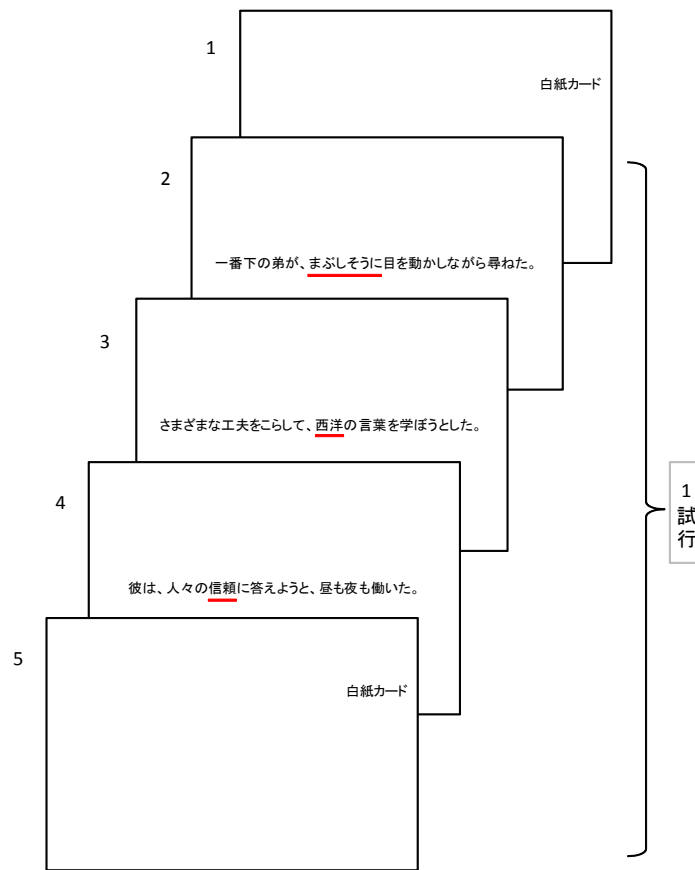 1
白紙カード
2
一番下の弟が、まぶしそうに目を動かしながら尋ねた。
3
さまざまな工夫をこらして、西洋の言葉を学ぼうとした。
4
彼は、人々の信頼に答えようと、昼も夜も働いた。
5
白紙カード
1
試
行